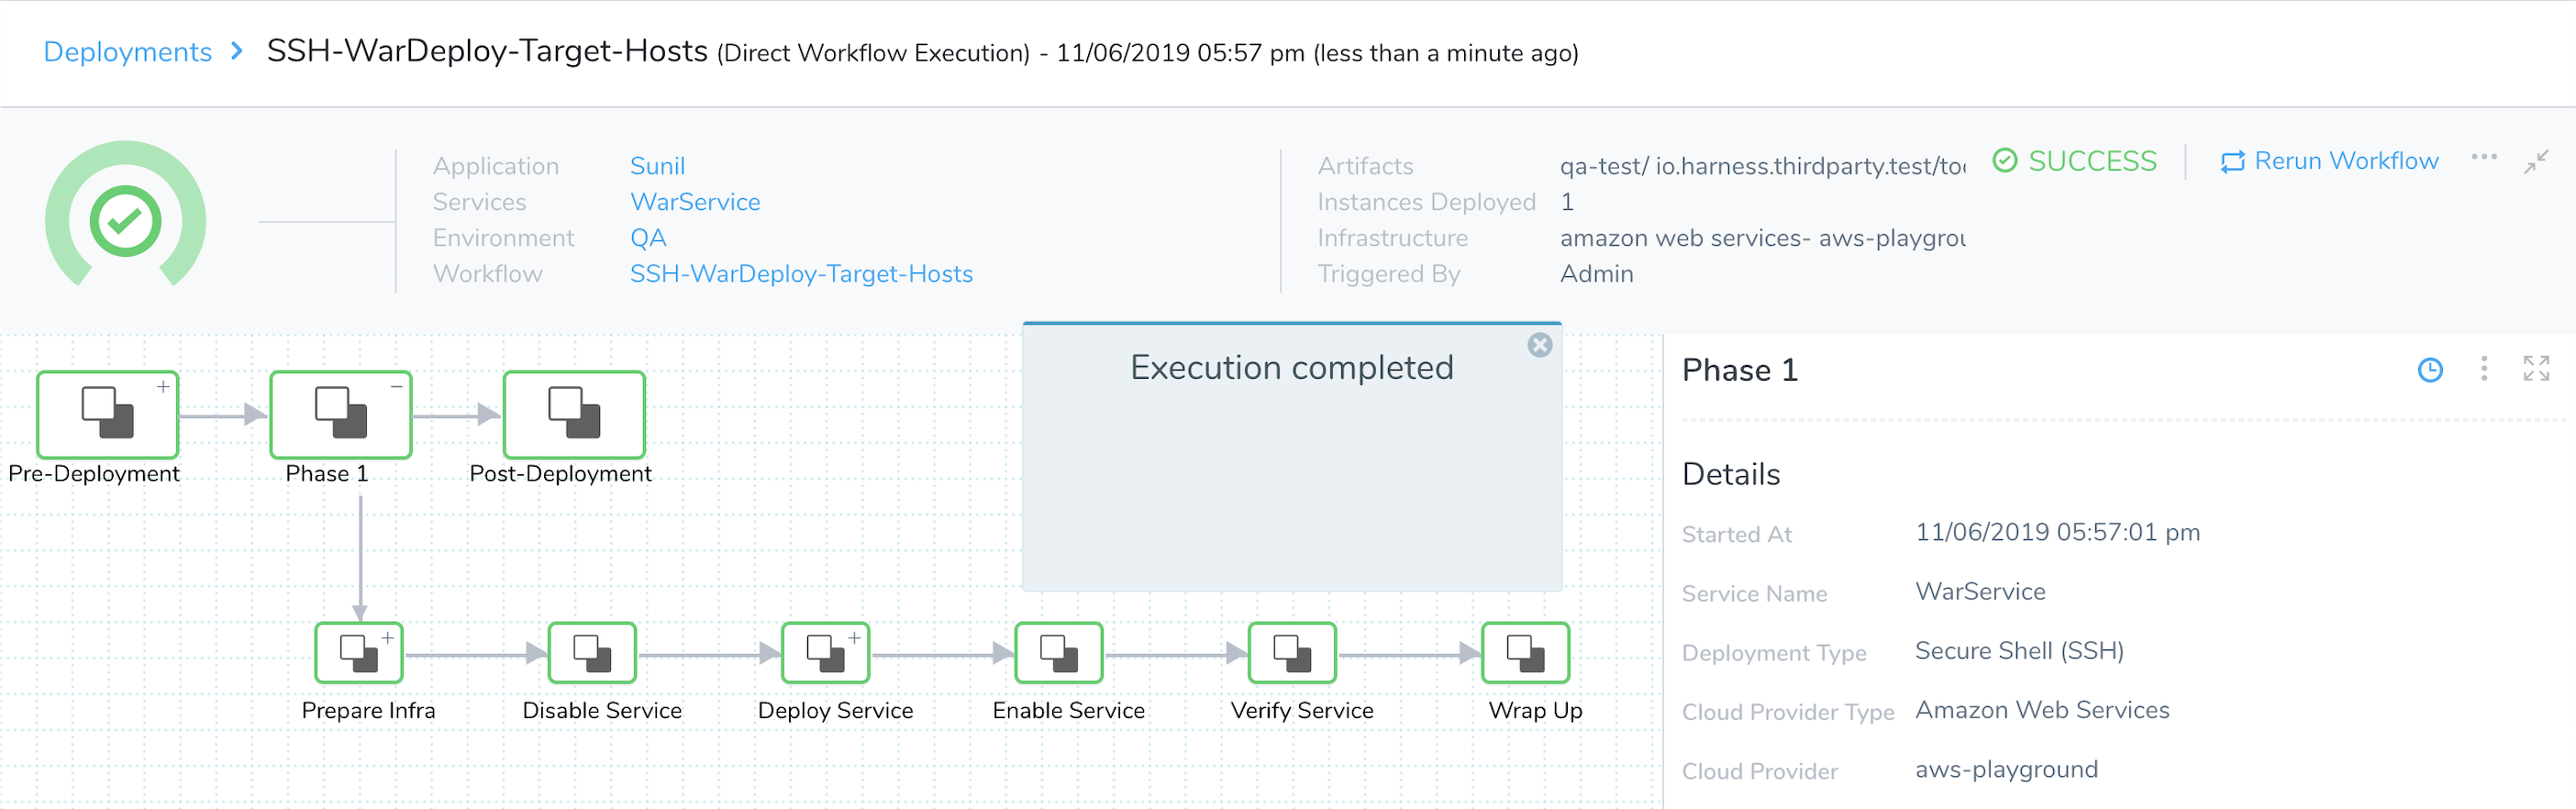 Deployments > SSH-WarDeploy-Target-Hosts (Direct Workflow Execution) - 11/06/2019 05:57 pm (less than a minute ago)
Application Sunil
Services WarService
Environment QA
Workflow SSH-WarDeploy-Target-Hosts
Artifacts qa-test/ io.harness.thirdparty.test/
Instances Deployed 1
Infrastructure amazon web services-
Triggered By Admin
SUCCESS
Rerun Workflow
Execution completed
Pre-Deployment Phase 1 Post-Deployment
Prepare Infra Disable Service Deploy Service Enable Service Verify Service Wrap Up
Phase 1
Details
Started At 11/06/2019 05:57:01 pm
Service Name WarService
Deployment Type Secure Shell (SSH)
Cloud Provider Type Amazon Web Services
Cloud Provider aws-playground